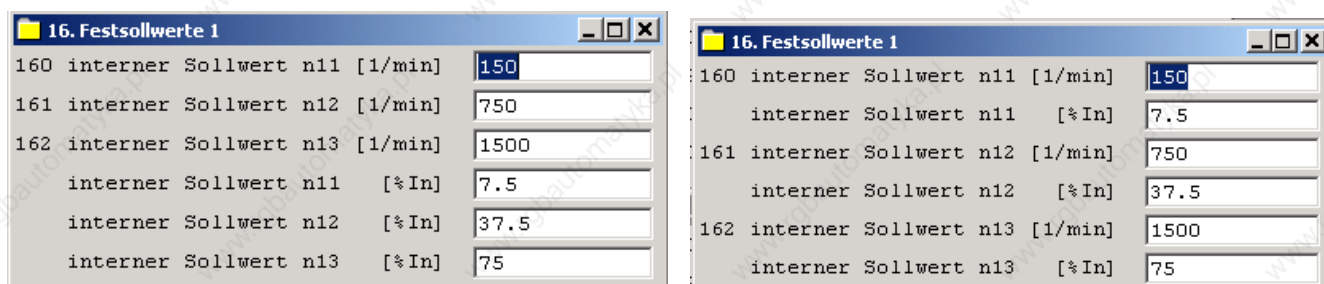 16. Festsollwerte 1
160 interner Sollwert n11 [1/min] 150
161 interner Sollwert n12 [1/min] 750
162 interner Sollwert n13 [1/min] 1500
interner Sollwert n11 [%In] 7.5
interner Sollwert n12 [%In] 37.5
interner Sollwert n13 [%In] 75
16. Festsollwerte 1
160 interner Sollwert n11 [1/min] 150
interner Sollwert n11 [%In] 7.5
161 interner Sollwert n12 [1/min] 750
interner Sollwert n12 [%In] 37.5
162 interner Sollwert n13 [1/min] 1500
interner Sollwert n13 [%In] 75
www.rgbautomatyka.pl